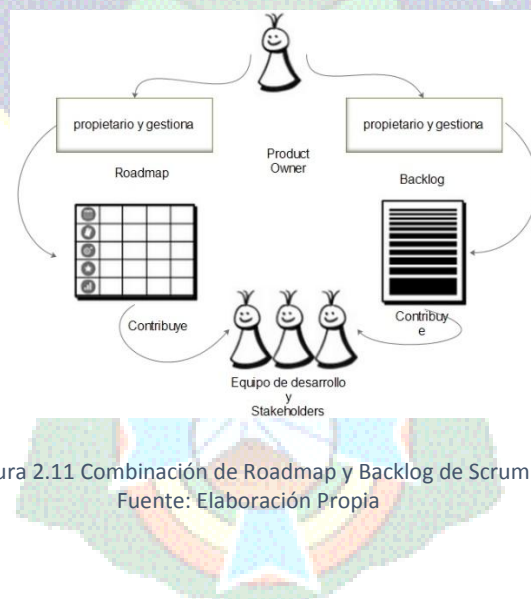 propietario y gestiona
propietario y gestiona
Product
Owner
Roadmap
Backlog
Contribuye
Contribuy
e
Equipo de desarrollo
y
Stakeholders
ura 2.11 Combinación de Roadmap y Backlog de Scrum
Fuente: Elaboración Propia